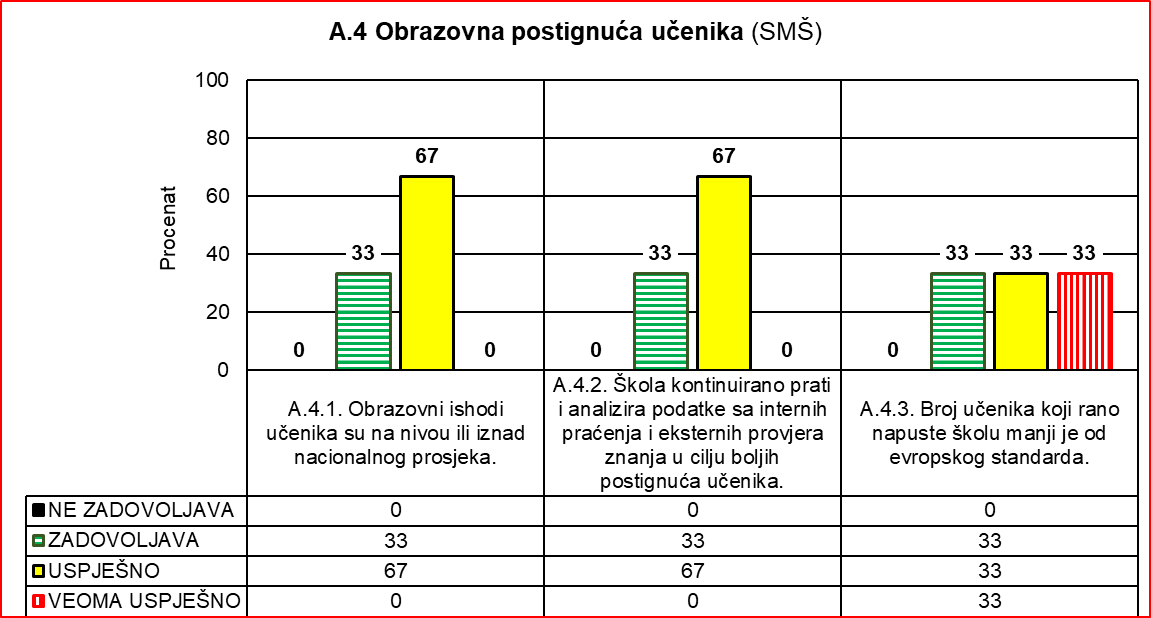 A.4 Obrazovna postignuća učenika (SMŠ)
Procenat
100
80
60
40
20
0
0
33
67
0
0
33
67
0
0
33
33
33
A.4.1. Obrazovni ishodi
učenika su na nivou ili iznad
nacionalnog prosjeka.
A.4.2. Škola kontinuirano prati
i analizira podatke sa internih
praćenja i eksternih provjera
znanja u cilju boljih
postignuća učenika.
A.4.3. Broj učenika koji rano
napuste školu manji je od
evropskog standarda.
NE ZADOVOLJAVA 0 0 0
ZADOVOLJAVA 33 33 33
USPJEŠNO 67 67 33
VEOMA USPJEŠNO 0 0 33